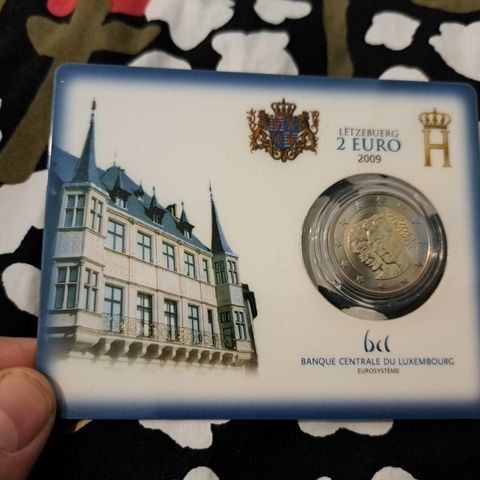 LËTZEBUERG
2 EURO
2009
H
bcl
BANQUE CENTRALE DU LUXEMBOURG
EUROSYSTÈME